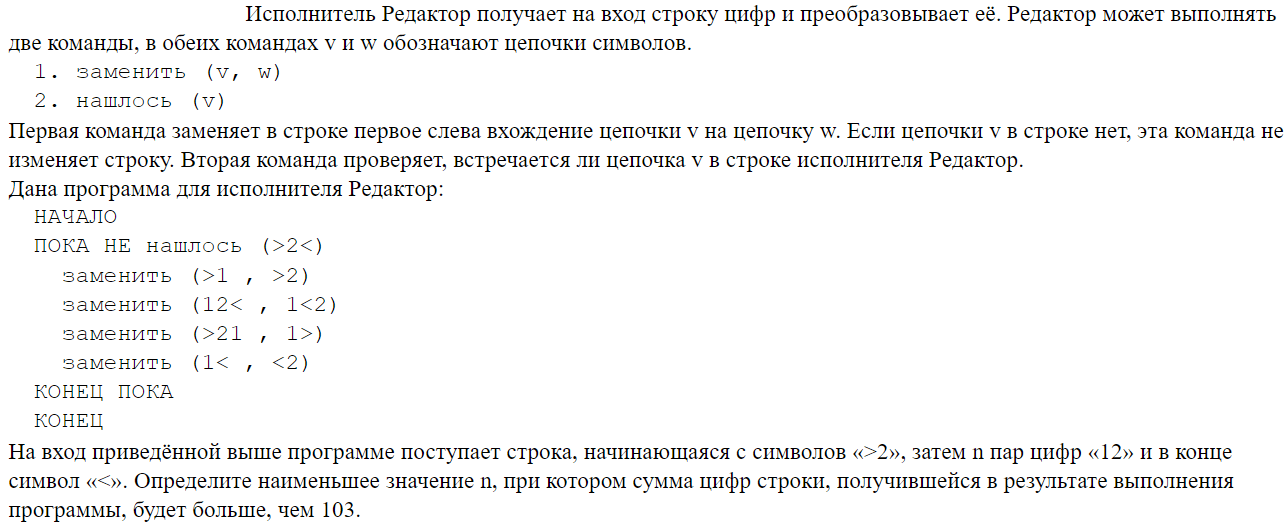 Исполнитель Редактор получает на вход строку цифр и преобразовывает её. Редактор может выполнять
две команды, в обеих командах v и w обозначают цепочки символов.
1. заменить (v, w)
2. нашлось (v)
Первая команда заменяет в строке первое слева вхождение цепочки v на цепочку w. Если цепочки v в строке нет, эта команда не
изменяет строку. Вторая команда проверяет, встречается ли цепочка v в строке исполнителя Редактор.
Дана программа для исполнителя Редактор:
НАЧАЛО
ПОКА НЕ нашлось (>2<)
заменить (>1 , >2)
заменить (12< , 1<2)
заменить (>21 , 1>)
заменить (1< , <2)
КОНЕЦ ПОКА
КОНЕЦ
На вход приведённой выше программе поступает строка, начинающаяся с символов «>2», затем n пар цифр «12» и в конце
символ «<». Определите наименьшее значение n, при котором сумма цифр строки, получившейся в результате выполнения
программы, будет больше, чем 103.